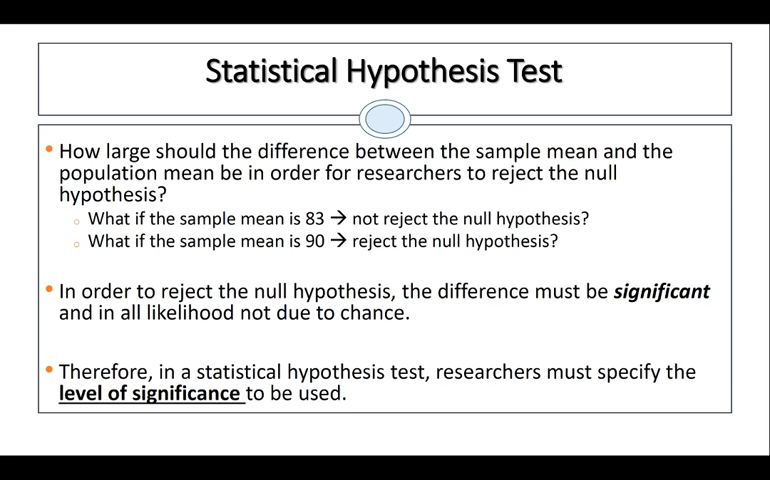 Statistical Hypothesis Test
• How large should the difference between the sample mean and the
population mean be in order for researchers to reject the null
hypothesis?
○ What if the sample mean is 83 → not reject the null hypothesis?
○ What if the sample mean is 90 → reject the null hypothesis?
• In order to reject the null hypothesis, the difference must be significant
and in all likelihood not due to chance.
• Therefore, in a statistical hypothesis test, researchers must specify the
level of significance to be used.